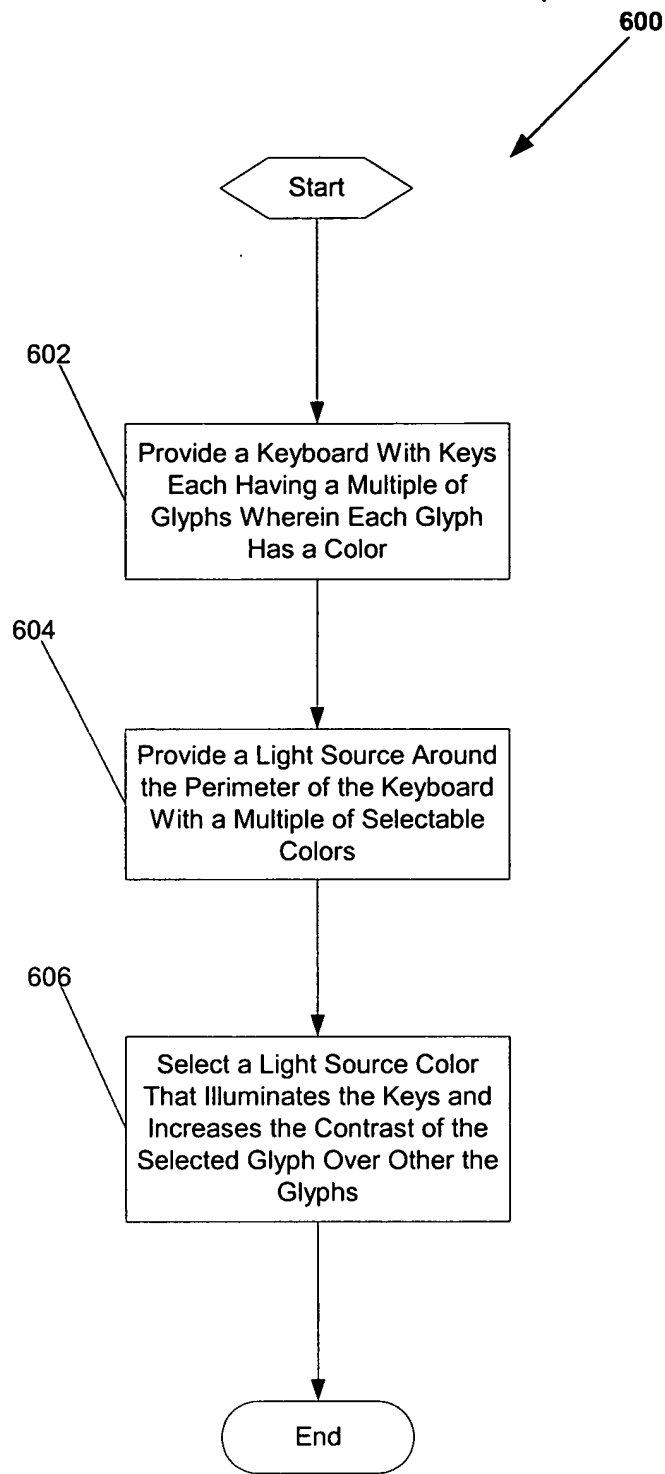 600
Start
602
Provide a Keyboard With Keys
Each Having a Multiple of
Glyphs Wherein Each Glyph
Has a Color
604
Provide a Light Source Around
the Perimeter of the Keyboard
With a Multiple of Selectable
Colors
606
Select a Light Source Color
That Illuminates the Keys and
Increases the Contrast of the
Selected Glyph Over Other the
Glyphs
End